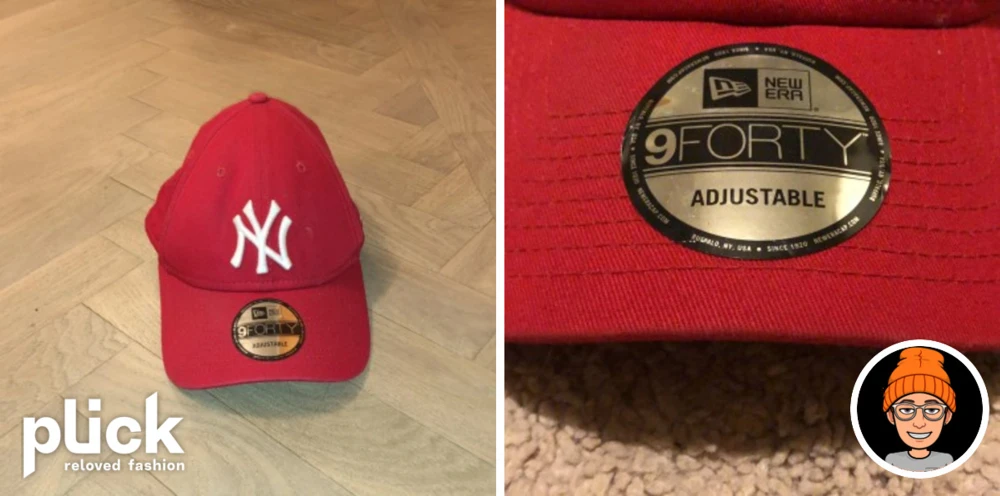 NY
NEW ERA
9FORTY
ADJUSTABLE
plick
reloved fashion
NEW
ERA
9FORTY
ADJUSTABLE
BUFFALO, NY, USA • SINCE 1920 NEWERACAP.COM